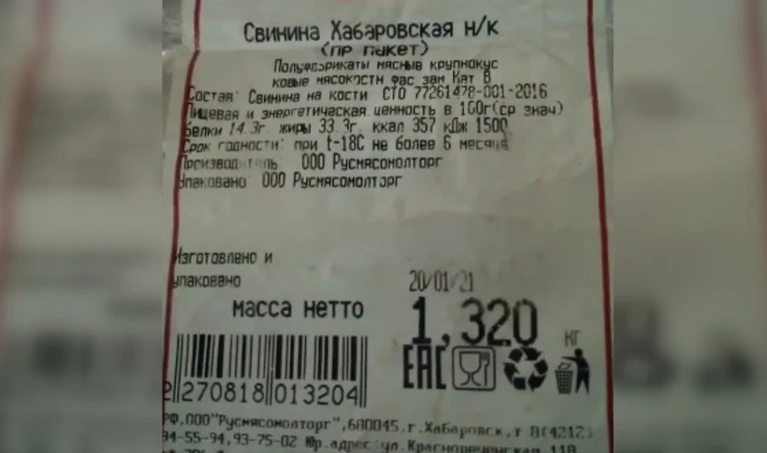 Свинина Хабаровская н/к
(пр пакет)
Полуфабрикаты мясные крупнокус
ковые мясокостн фас зам Кат В
Состав: Свинина на кости СТО 77261478-001-2016
Пищевая и энергетическая ценность в 100г(ср знач)
Белки 14.3г. жиры 33.3г. ккал 357 кДж 1500
Срок годности: при t-18С не более 6 месяца
Производитель: ООО Русмясомолторг
Упаковано: ООО Русмясомолторг
Изготовлено и
упаковано 20/01/21
масса нетто 1,320 кг
EAC
2 270818 013204
РФ,ООО"Русмясомолторг",680045,г.Хабаровск,т 8(4212)
94-55-94,93-75-02 Юр.адрес:ул.Краснореченская 118